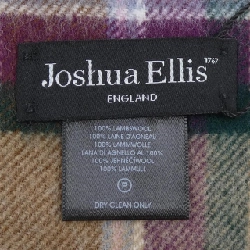 Joshua Ellis 1767
ENGLAND
100% LAMBSWOOL
100% LAINE D'AGNEAU
100% LAMMWOLLE
LANA DI AGNELLO AL 100%
100% JEHNĚČÍ
100% LAMULL
DRY CLEAN ONLY